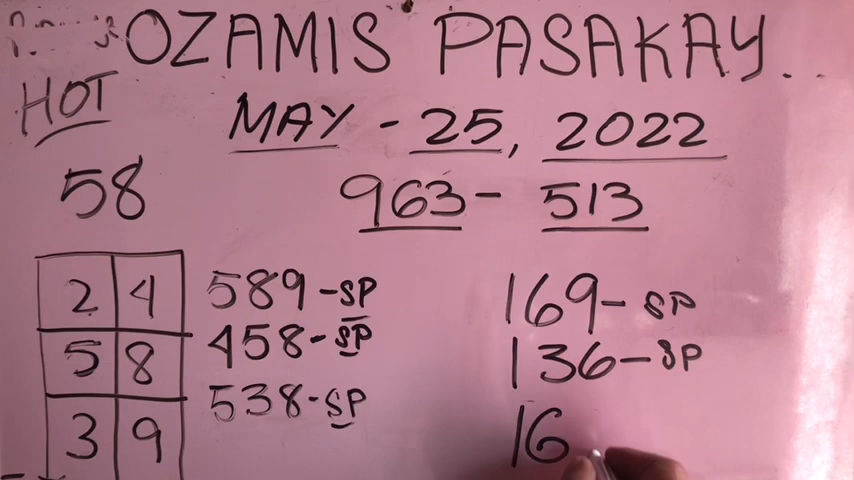 OZAMIS PASAKAY
HOT
MAY - 25, 2022
58
963 - 513
2 4
5 8
3 9
589 - SP
458 - SP
538 - SP
169 - SP
136 - SP
16